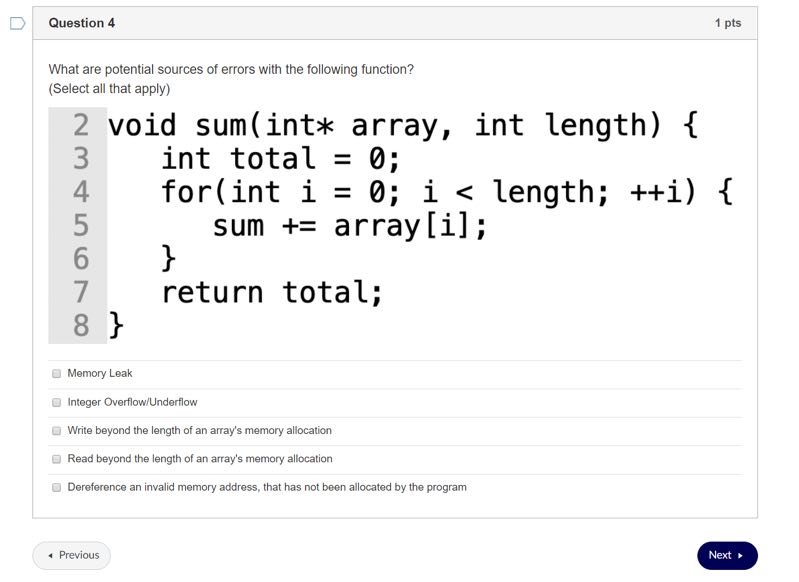 Question 4
1 pts
What are potential sources of errors with the following function?
(Select all that apply)
2 void sum(int* array, int length) {
3    int total = 0;
4    for(int i = 0; i < length; ++i) {
5       sum += array[i];
6    }
7    return total;
8 }
Memory Leak
Integer Overflow/Underflow
Write beyond the length of an array's memory allocation
Read beyond the length of an array's memory allocation
Dereference an invalid memory address, that has not been allocated by the program
◂ Previous
Next ▸